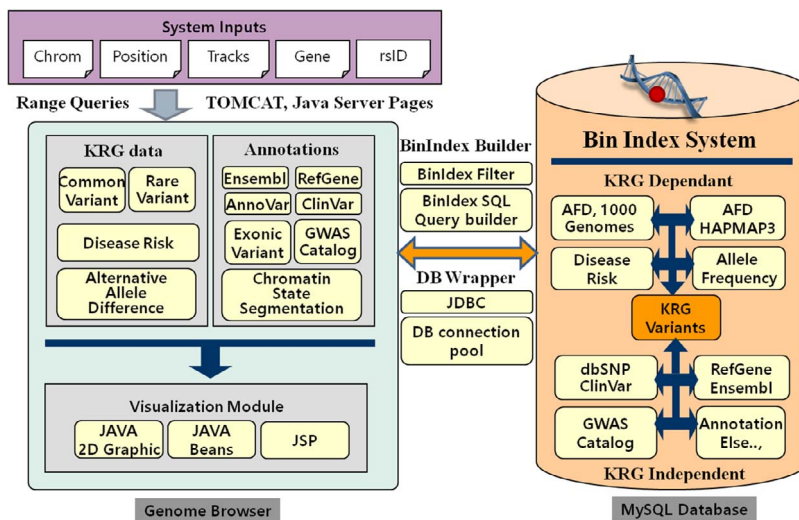 System Inputs
Chrom
Position
Tracks
Gene
rsID
Range Queries
TOMCAT, Java Server Pages
KRG data
Common
Variant
Rare
Variant
Disease Risk
Alternative
Allele
Difference
Annotations
Ensembl
RefGene
AnnoVar
ClinVar
Exonic
Variant
GWAS
Catalog
Chromatin
State
Segmentation
Visualization Module
JAVA
2D Graphic
JAVA
Beans
JSP
Genome Browser
BinIndex Builder
BinIdex Filter
BinIdex SQL
Query builder
DB Wrapper
JDBC
DB connection
pool
Bin Index System
KRG Dependant
AFD, 1000
Genomes
AFD
HAPMAP3
Disease
Risk
Allele
Frequency
KRG
Variants
dbSNP
ClinVar
RefGene
Ensembl
GWAS
Catalog
Annotation
Else..,
KRG Independent
MySQL Database